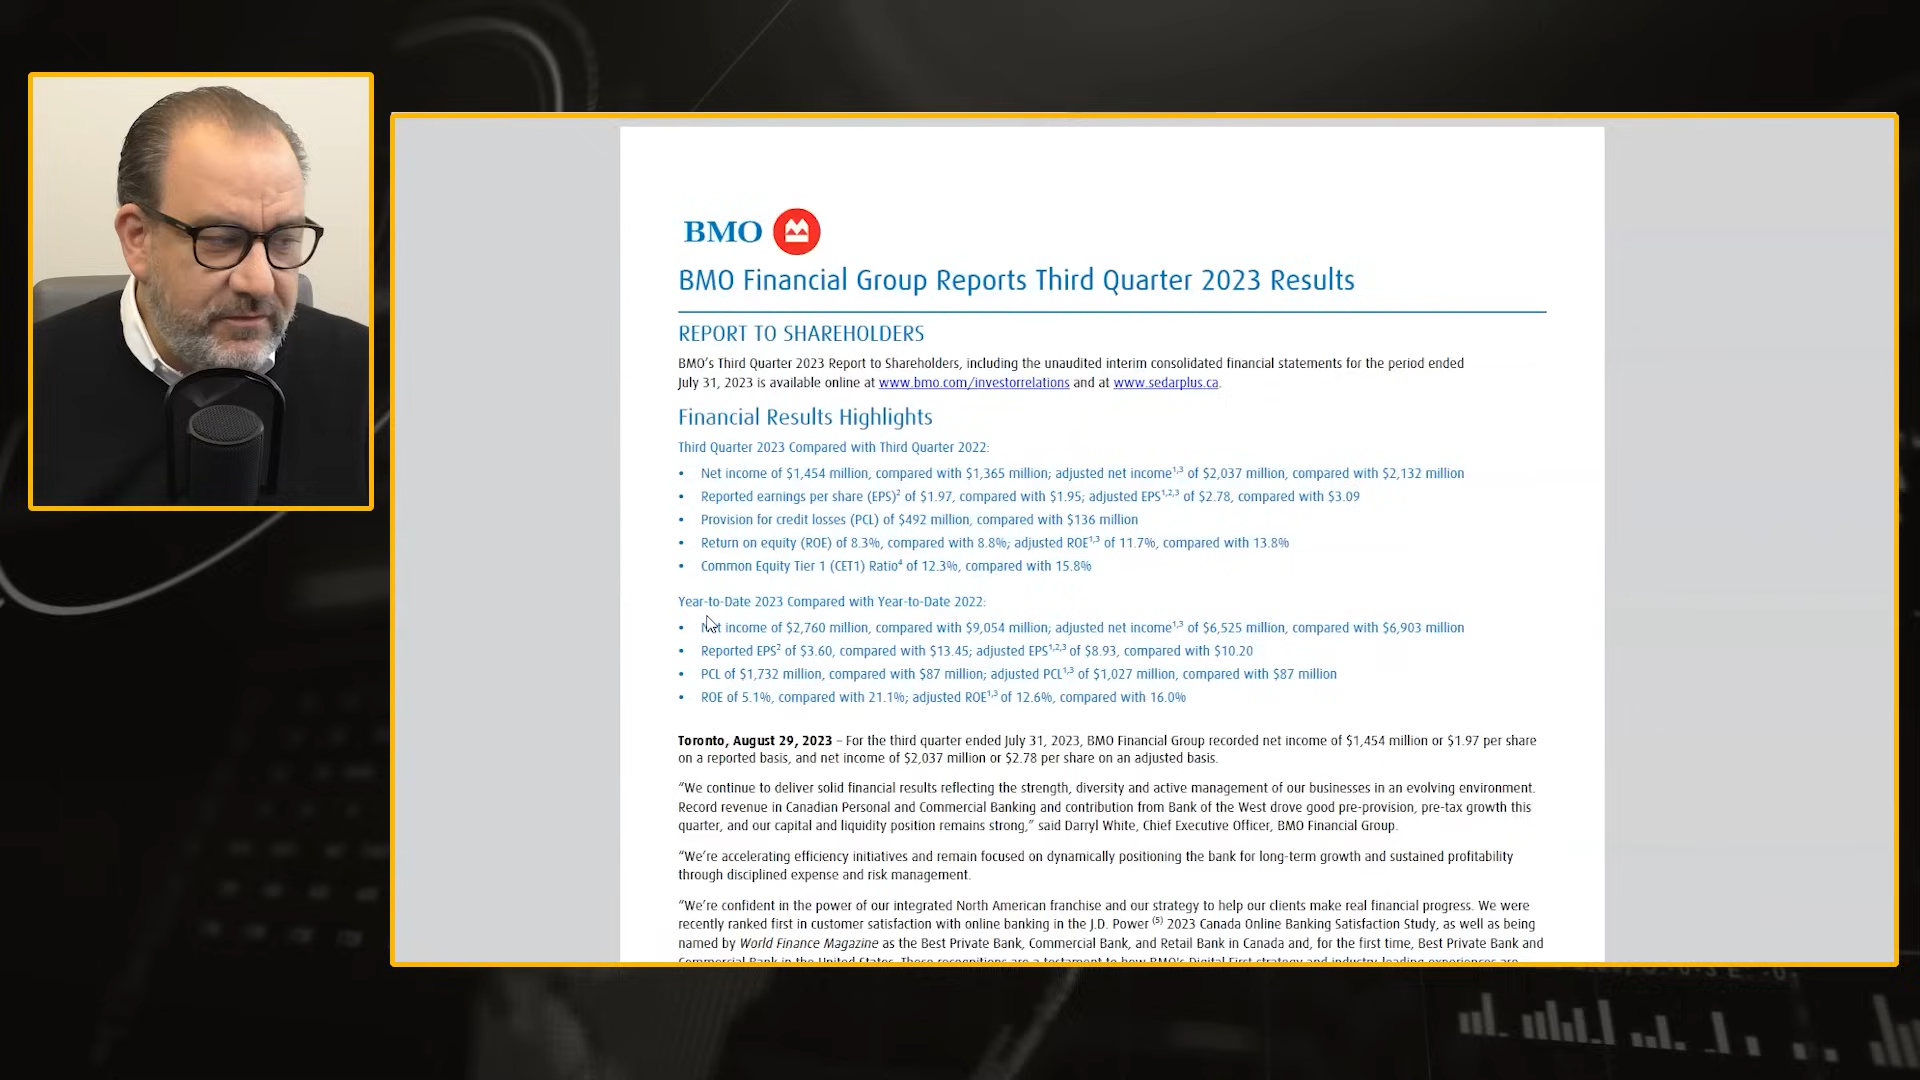 BMO
BMO Financial Group Reports Third Quarter 2023 Results
REPORT TO SHAREHOLDERS
BMO's Third Quarter 2023 Report to Shareholders, including the unaudited interim consolidated financial statements for the period ended
July 31, 2023 is available online at www.bmo.com/investorrelations and at www.sedarplus.ca.
Financial Results Highlights
Third Quarter 2023 Compared with Third Quarter 2022:
• Net income of $1,454 million, compared with $1,365 million; adjusted net income1,3 of $2,037 million, compared with $2,132 million
• Reported earnings per share (EPS)2 of $1.97, compared with $1.95; adjusted EPS1,2,3 of $2.78, compared with $3.09
• Provision for credit losses (PCL) of $492 million, compared with $136 million
• Return on equity (ROE) of 8.3%, compared with 8.8%; adjusted ROE1,3 of 11.7%, compared with 13.8%
• Common Equity Tier 1 (CET1) Ratio4 of 12.3%, compared with 15.8%
Year-to-Date 2023 Compared with Year-to-Date 2022:
• Net income of $2,760 million, compared with $9,054 million; adjusted net income1,3 of $6,525 million, compared with $6,903 million
• Reported EPS2 of $3.60, compared with $13.45; adjusted EPS1,2,3 of $8.93, compared with $10.20
• PCL of $1,732 million, compared with $87 million; adjusted PCL1,3 of $1,027 million, compared with $87 million
• ROE of 5.1%, compared with 21.1%; adjusted ROE1,3 of 12.6%, compared with 16.0%
Toronto, August 29, 2023 – For the third quarter ended July 31, 2023, BMO Financial Group recorded net income of $1,454 million or $1.97 per share
on a reported basis, and net income of $2,037 million or $2.78 per share on an adjusted basis.
"We continue to deliver solid financial results reflecting the strength, diversity and active management of our businesses in an evolving environment.
Record revenue in Canadian Personal and Commercial Banking and contribution from Bank of the West drove good pre-provision, pre-tax growth this
quarter, and our capital and liquidity position remains strong," said Darryl White, Chief Executive Officer, BMO Financial Group.
"We're accelerating efficiency initiatives and remain focused on dynamically positioning the bank for long-term growth and sustained profitability
through disciplined expense and risk management.
"We're confident in the power of our integrated North American franchise and our strategy to help our clients make real financial progress. We were
recently ranked first in customer satisfaction with online banking in the J.D. Power (5) 2023 Canada Online Banking Satisfaction Study, as well as being
named by World Finance Magazine as the Best Private Bank, Commercial Bank, and Retail Bank in Canada and, for the first time, Best Private Bank and
Commercial Bank in the United States. These recognitions are a testament to how BMO's Digital First strategy and industry-leading experiences are